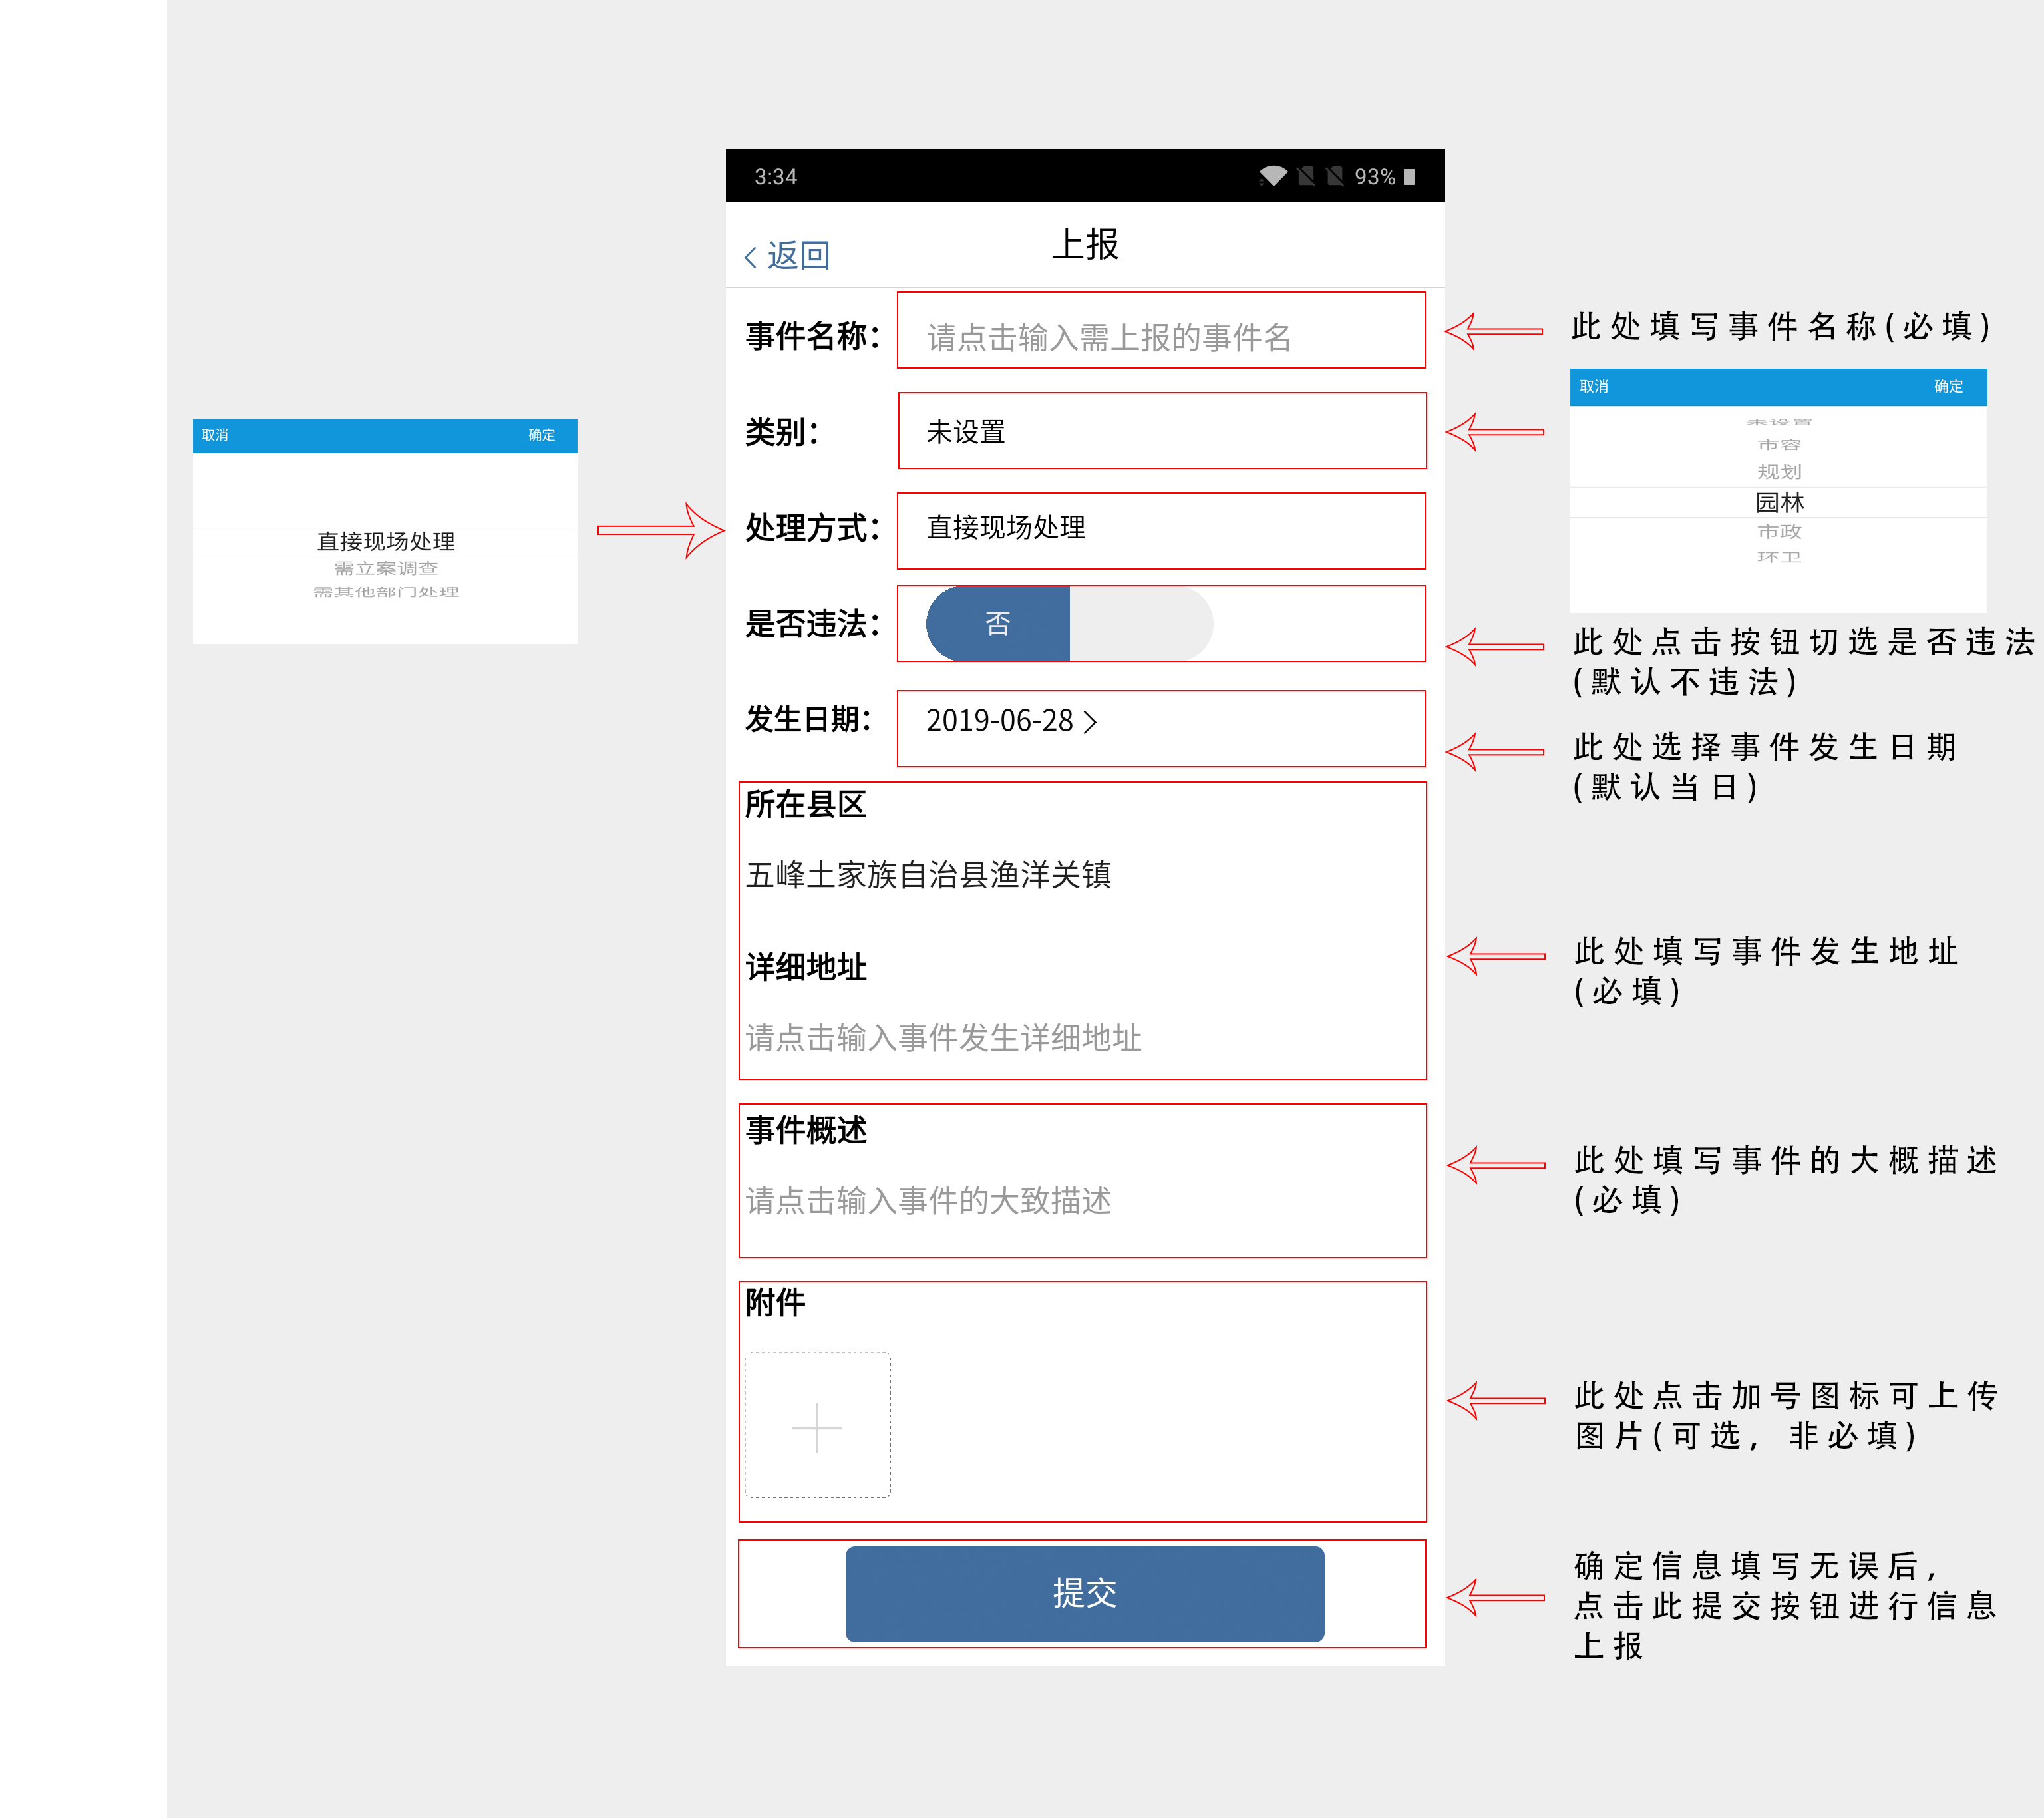 3:34
93%
返回
上报
事件名称：
请点击输入需上报的事件名
类别：
未设置
处理方式：
直接现场处理
是否违法：
否
发生日期：
2019-06-28
所在县区
五峰土家族自治县渔洋关镇
详细地址
请点击输入事件发生详细地址
事件概述
请点击输入事件的大致描述
附件
提交
取消
确定
直接现场处理
需立案调查
需其他部门处理
此处填写事件名称(必填)
取消
确定
未设置
市容
规划
园林
市政
环卫
此处点击按钮切选是否违法
(默认不违法)
此处选择事件发生日期
(默认当日)
此处填写事件发生地址
(必填)
此处填写事件的大概描述
(必填)
此处点击加号图标可上传
图片(可选，非必填)
确定信息填写无误后，
点击此提交按钮进行信息
上报